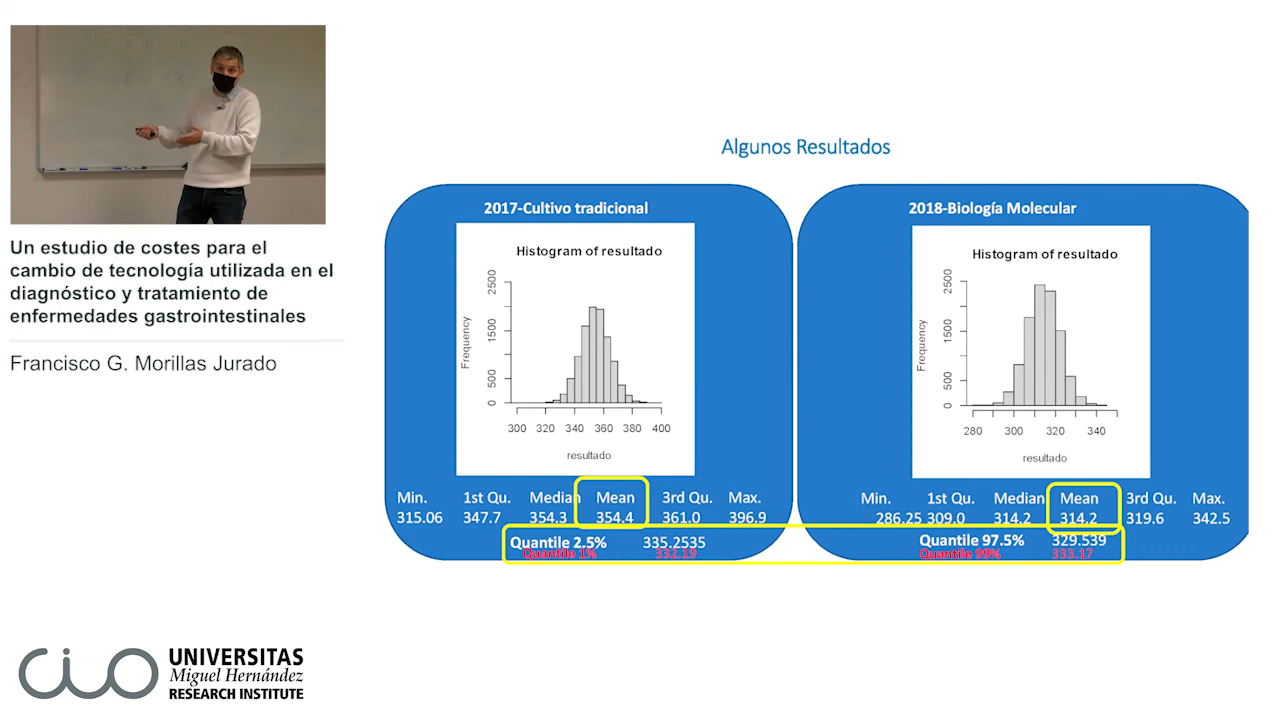 Un estudio de costes para el
cambio de tecnología utilizada en el
diagnóstico y tratamiento de
enfermedades gastrointestinales
Francisco G. Morillas Jurado
Algunos Resultados
2017-Cultivo tradicional
Histogram of resultado
Frequency
2500
1500
500
0
300 320 340 360 380 400
resultado
Min. 1st Qu. Median Mean 3rd Qu. Max.
315.06 347.7 354.3 354.4 361.0 396.9
Quantile 2.5% 335.2535
Quantile 1% 332.19
2018-Biología Molecular
Histogram of resultado
Frequency
2500
1500
500
0
280 300 320 340
resultado
Min. 1st Qu. Median Mean 3rd Qu. Max.
286.25 309.0 314.2 314.2 319.6 342.5
Quantile 97.5% 329.539
Quantile 99% 333.17
cio
UNIVERSITAS
Miguel Hernández
RESEARCH INSTITUTE